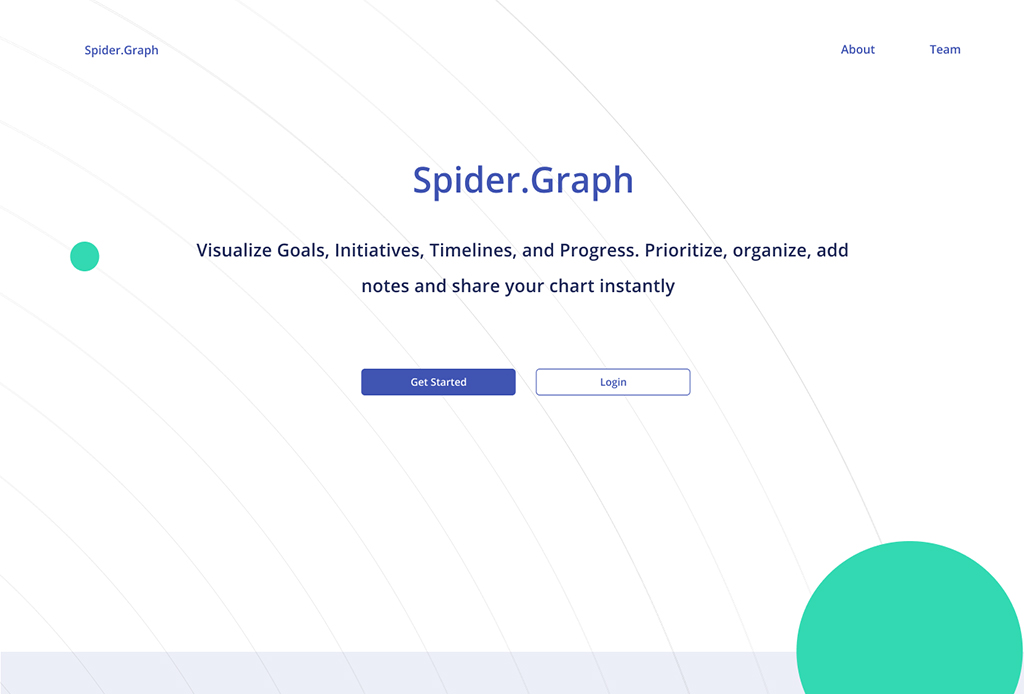 Spider.Graph
About
Team
Spider.Graph
Visualize Goals, Initiatives, Timelines, and Progress. Prioritize, organize, add
notes and share your chart instantly
Get Started
Login